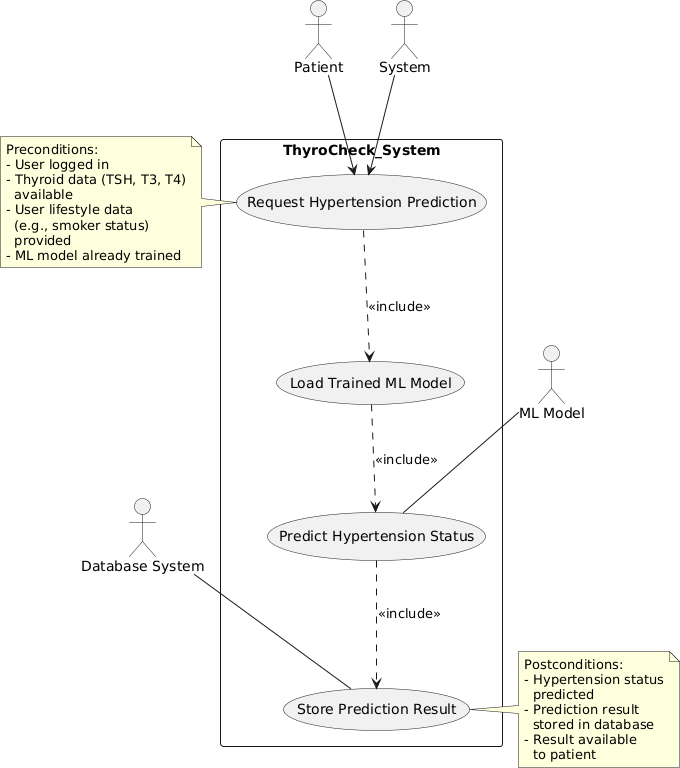 Patient
System
Preconditions:
- User logged in
- Thyroid data (TSH, T3, T4)
available
- User lifestyle data
(e.g., smoker status)
provided
- ML model already trained
ThyroCheck_System
Request Hypertension Prediction
«include»
Load Trained ML Model
ML Model
«include»
Predict Hypertension Status
Database System
«include»
Store Prediction Result
Postconditions:
- Hypertension status
predicted
- Prediction result
stored in database
- Result available
to patient